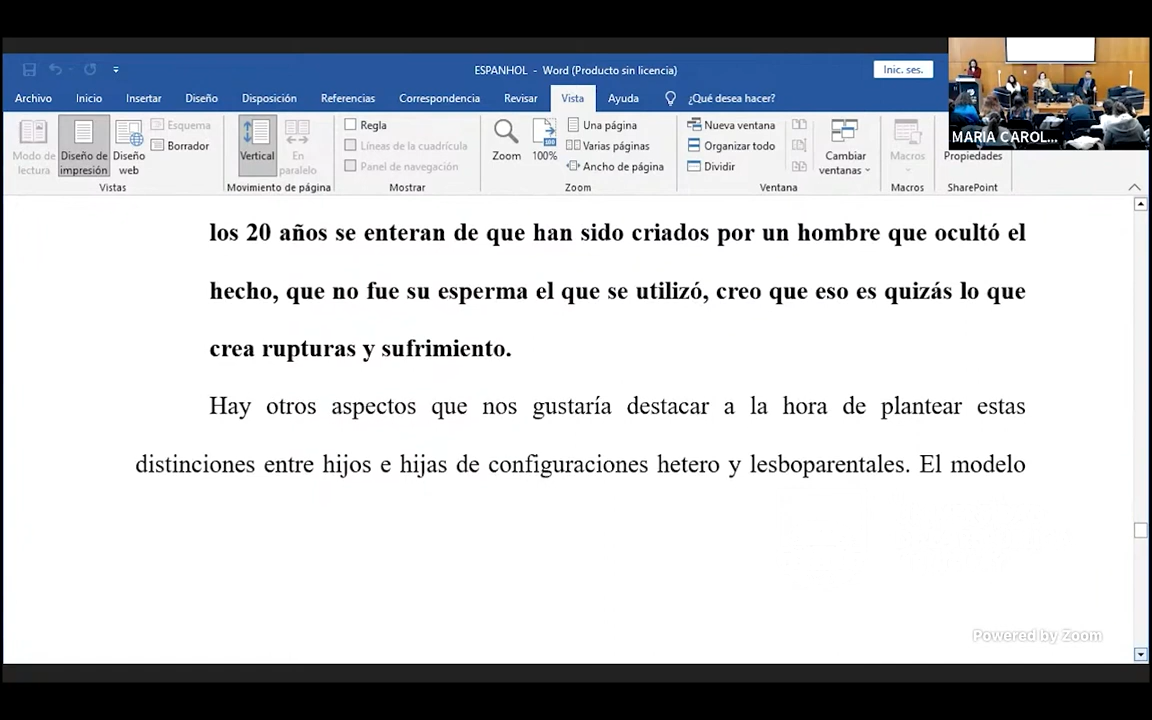 ESPANHOL - Word (Producto sin licencia)
Inic. ses.
Archivo Inicio Insertar Diseño Disposición Referencias Correspondencia Revisar Vista Ayuda ¿Qué desea hacer?
Modo de lectura
Diseño de impresión
Diseño web
Esquema
Borrador
Vistas
Vertical
En paralelo
Movimiento de página
Regla
Líneas de la cuadrícula
Panel de navegación
Mostrar
Zoom
100%
Una página
Varias páginas
Ancho de página
Zoom
Nueva ventana
Organizar todo
Dividir
Cambiar ventanas
Ventana
Macros
Macros
Propiedades
SharePoint
MARIA CAROL...
los 20 años se enteran de que han sido criados por un hombre que ocultó el
hecho, que no fue su esperma el que se utilizó, creo que eso es quizás lo que
crea rupturas y sufrimiento.
Hay otros aspectos que nos gustaría destacar a la hora de plantear estas
distinciones entre hijos e hijas de configuraciones hetero y lesboparentales. El modelo
Powered by Zoom